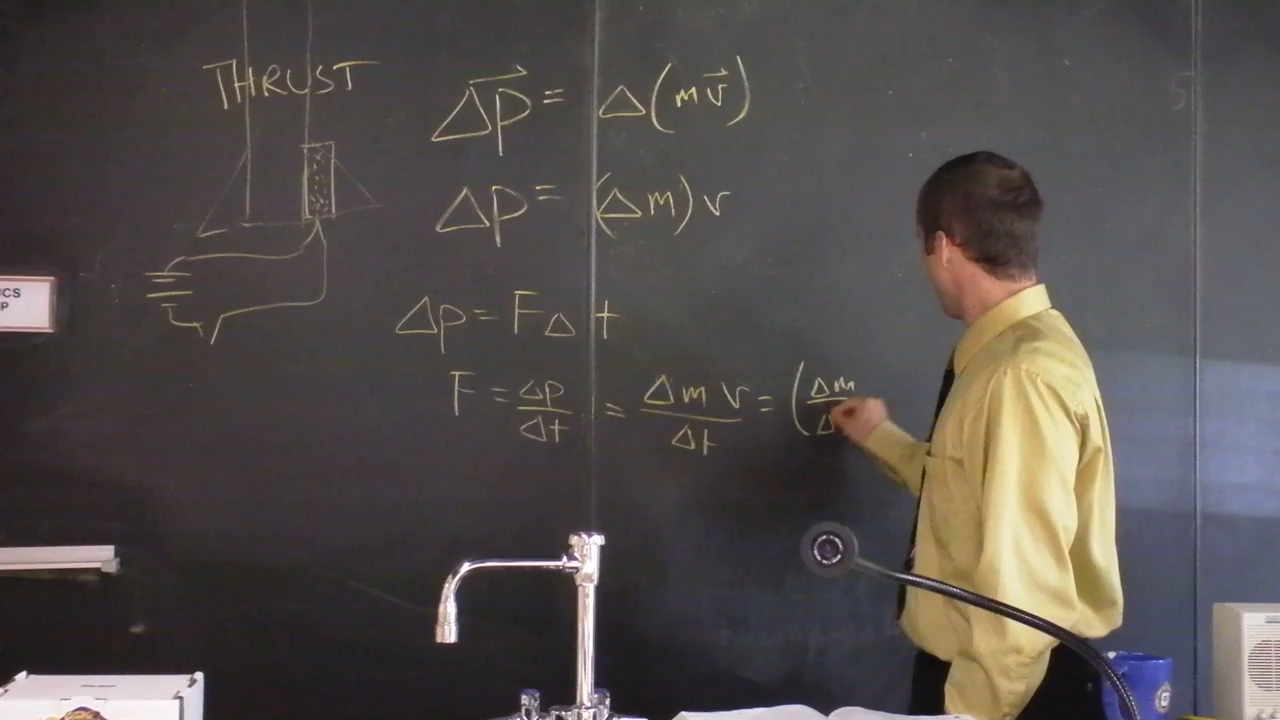 THRUST
Δp⃗ = Δ(mv⃗)
Δp = (Δm)v
Δp = FΔt
F = Δp/Δt = Δm v/Δt = (Δm/Δ